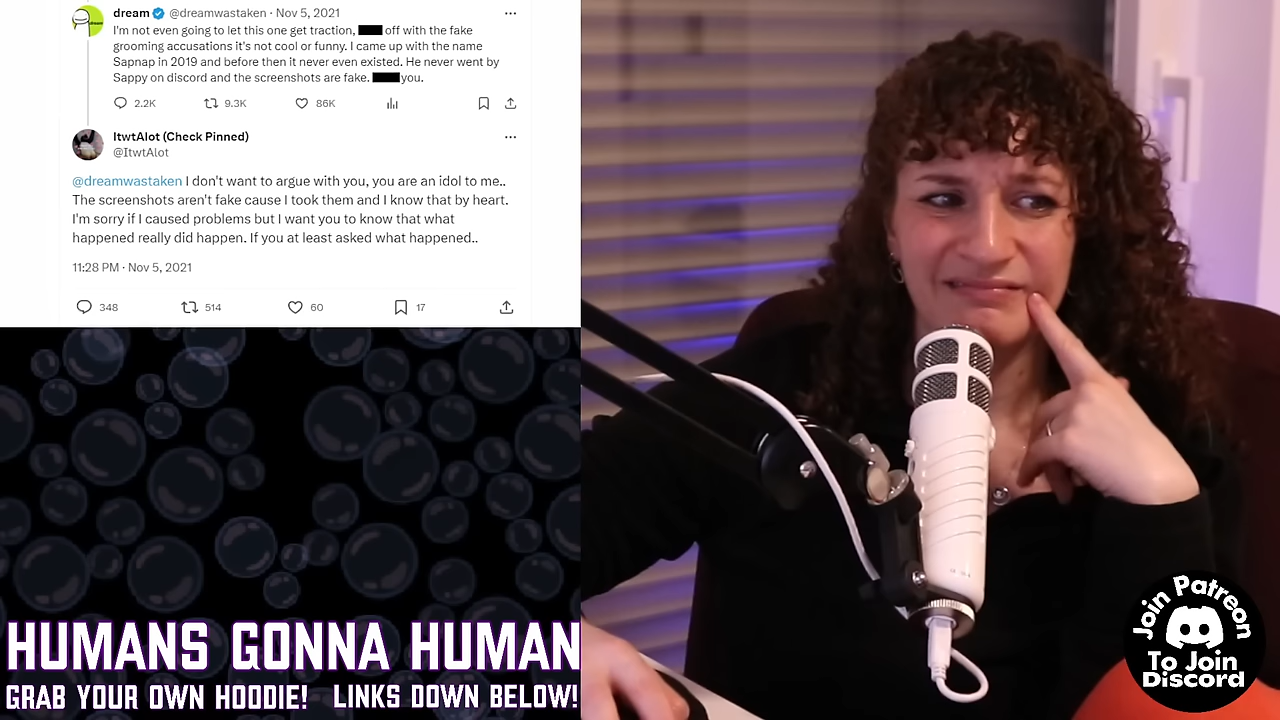 dream @dreamwastaken · Nov 5, 2021
I'm not even going to let this one get traction, off with the fake
grooming accusations it's not cool or funny. I came up with the name
Sapnap in 2019 and before then it never even existed. He never went by
Sappy on discord and the screenshots are fake. you.
2.2K 9.3K 86K
ItwtAlot (Check Pinned)
@ItwtAlot
@dreamwastaken I don't want to argue with you, you are an idol to me..
The screenshots aren't fake cause I took them and I know that by heart.
I'm sorry if I caused problems but I want you to know that what
happened really did happen. If you at least asked what happened..
11:28 PM · Nov 5, 2021
348 514 60 17
HUMANS GONNA HUMAN
GRAB YOUR OWN HOODIE! LINKS DOWN BELOW!
Join Patreon
To Join
Discord